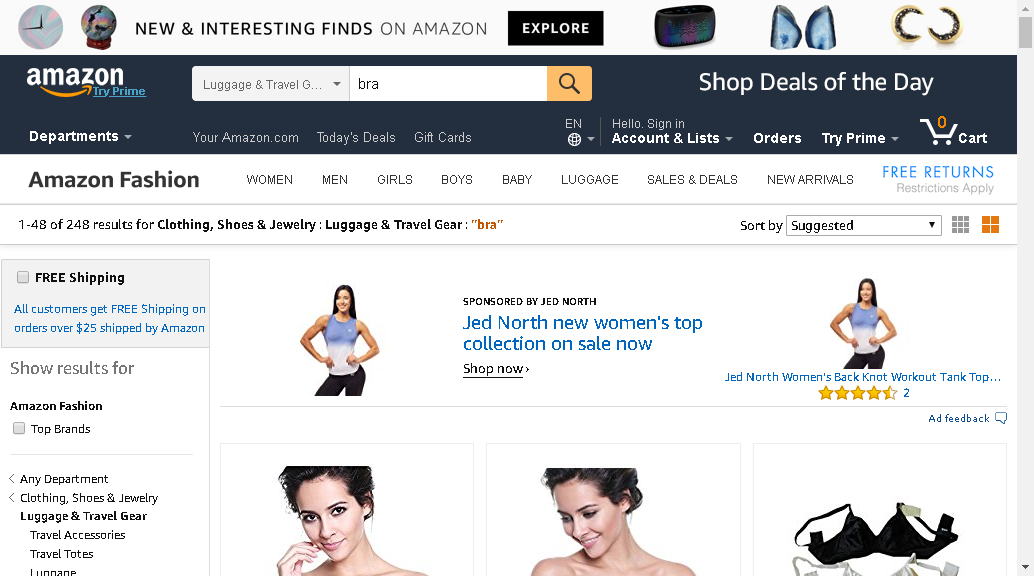 NEW & INTERESTING FINDS ON AMAZON EXPLORE
amazon
Try Prime
Luggage & Travel G...
bra
Shop Deals of the Day
Departments
Your Amazon.com
Today's Deals
Gift Cards
EN
Hello. Sign in
Account & Lists
Orders
Try Prime
0
Cart
Amazon Fashion
WOMEN
MEN
GIRLS
BOYS
BABY
LUGGAGE
SALES & DEALS
NEW ARRIVALS
FREE RETURNS
Restrictions Apply
1-48 of 248 results for Clothing, Shoes & Jewelry : Luggage & Travel Gear : "bra"
Sort by Suggested
FREE Shipping
All customers get FREE Shipping on
orders over $25 shipped by Amazon
Show results for
Amazon Fashion
Top Brands
Any Department
Clothing, Shoes & Jewelry
Luggage & Travel Gear
Travel Accessories
Travel Totes
Luggage
SPONSORED BY JED NORTH
Jed North new women's top
collection on sale now
Shop now ›
Jed North Women's Back Knot Workout Tank Top...
2
Ad feedback